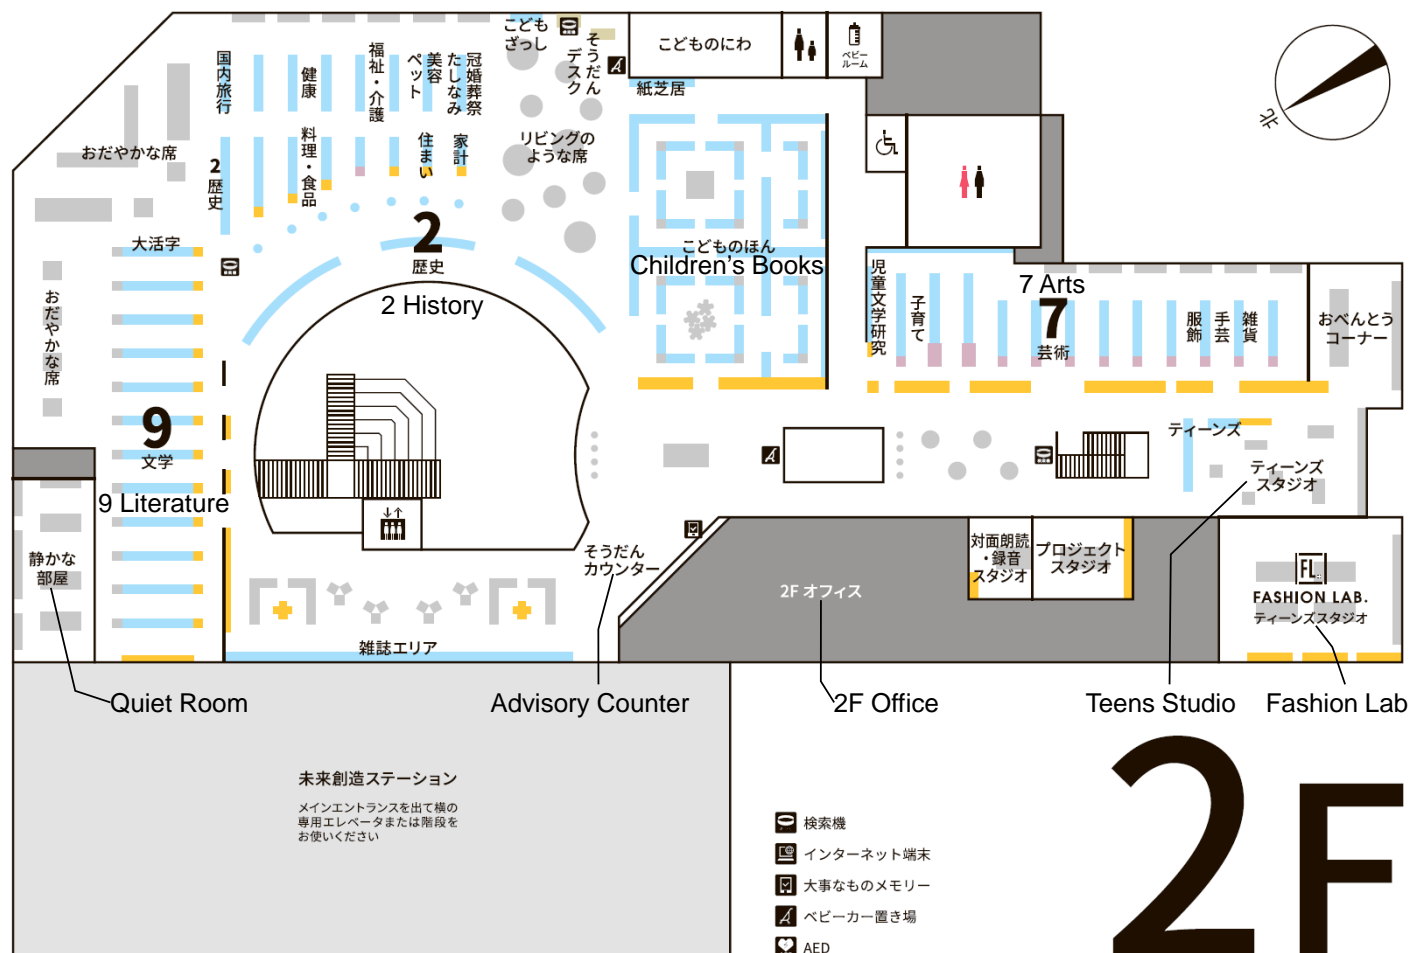 こども
ざっし
そうだん
デスク
こどものにわ
ベビー
ルーム
紙芝居
国内旅行
健康
福祉・介護
ペット
美容
たしなみ
冠婚葬祭
おだやかな席
2
歴史
料理・食品
住まい
家計
リビングの
ような席
北
大活字
2
歴史
2 History
こどものほん
Children's Books
児童文学研究
子育て
7 Arts
7
芸術
服飾
手芸
雑貨
おべんとう
コーナー
おだやかな席
9
文学
9 Literature
ティーンズ
ティーンズ
スタジオ
静かな
部屋
そうだん
カウンター
対面朗読
・録音
スタジオ
プロジェクト
スタジオ
2F オフィス
FL
FASHION LAB.
ティーンズスタジオ
雑誌エリア
Quiet Room
Advisory Counter
2F Office
Teens Studio
Fashion Lab
未来創造ステーション
メインエントランスを出て横の
専用エレベータまたは階段を
お使いください
検索機
インターネット端末
大事なものメモリー
ベビーカー置き場
AED
2F